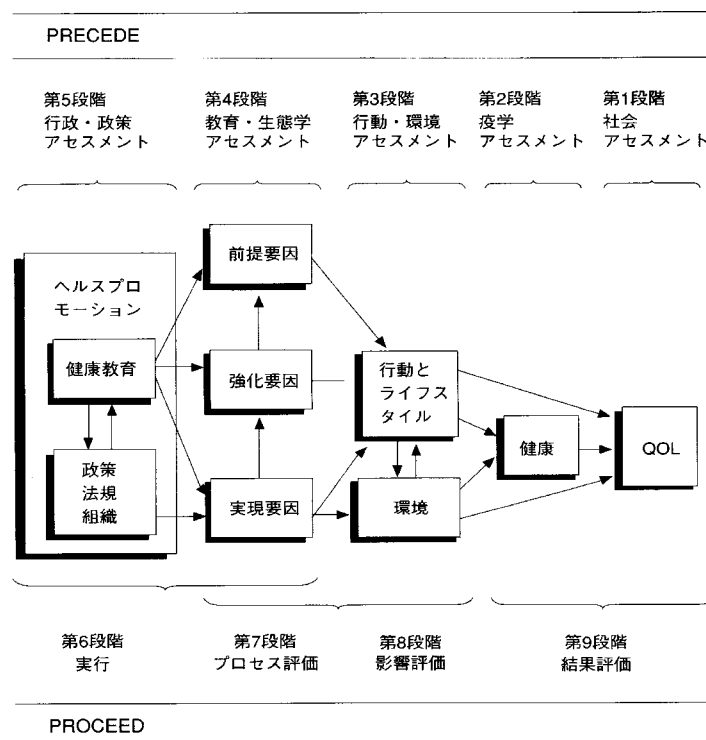 PRECEDE
第5段階
行政・政策
アセスメント
第4段階
教育・生態学
アセスメント
第3段階
行動・環境
アセスメント
第2段階
疫学
アセスメント
第1段階
社会
アセスメント
ヘルスプロ
モーション
健康教育
政策
法規
組織
前提要因
強化要因
実現要因
行動と
ライフス
タイル
環境
健康
QOL
第6段階
実行
第7段階
プロセス評価
第8段階
影響評価
第9段階
結果評価
PROCEED